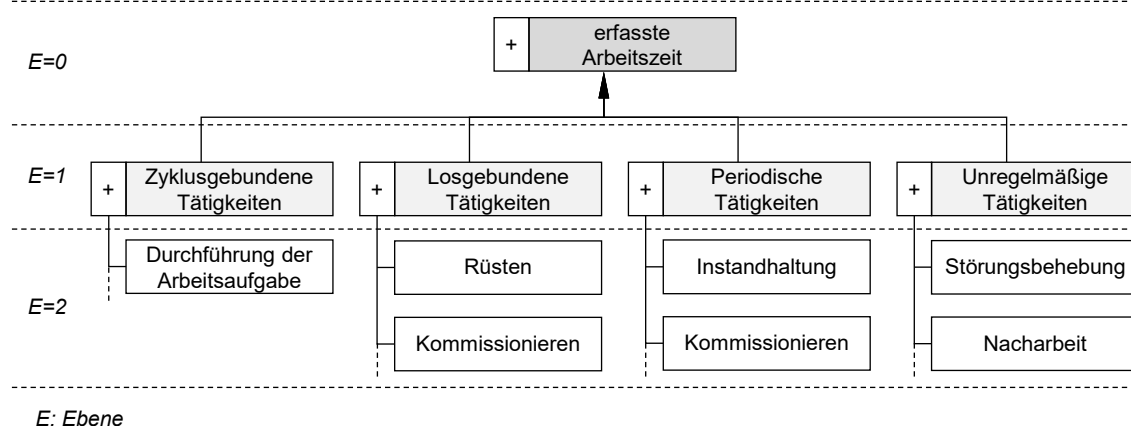 +
erfasste
Arbeitszeit
E=0
E=1
+
Zyklusgebundene
Tätigkeiten
+
Losgebundene
Tätigkeiten
+
Periodische
Tätigkeiten
+
Unregelmäßige
Tätigkeiten
E=2
Durchführung der
Arbeitsaufgabe
Rüsten
Kommissionieren
Instandhaltung
Kommissionieren
Störungsbehebung
Nacharbeit
E: Ebene